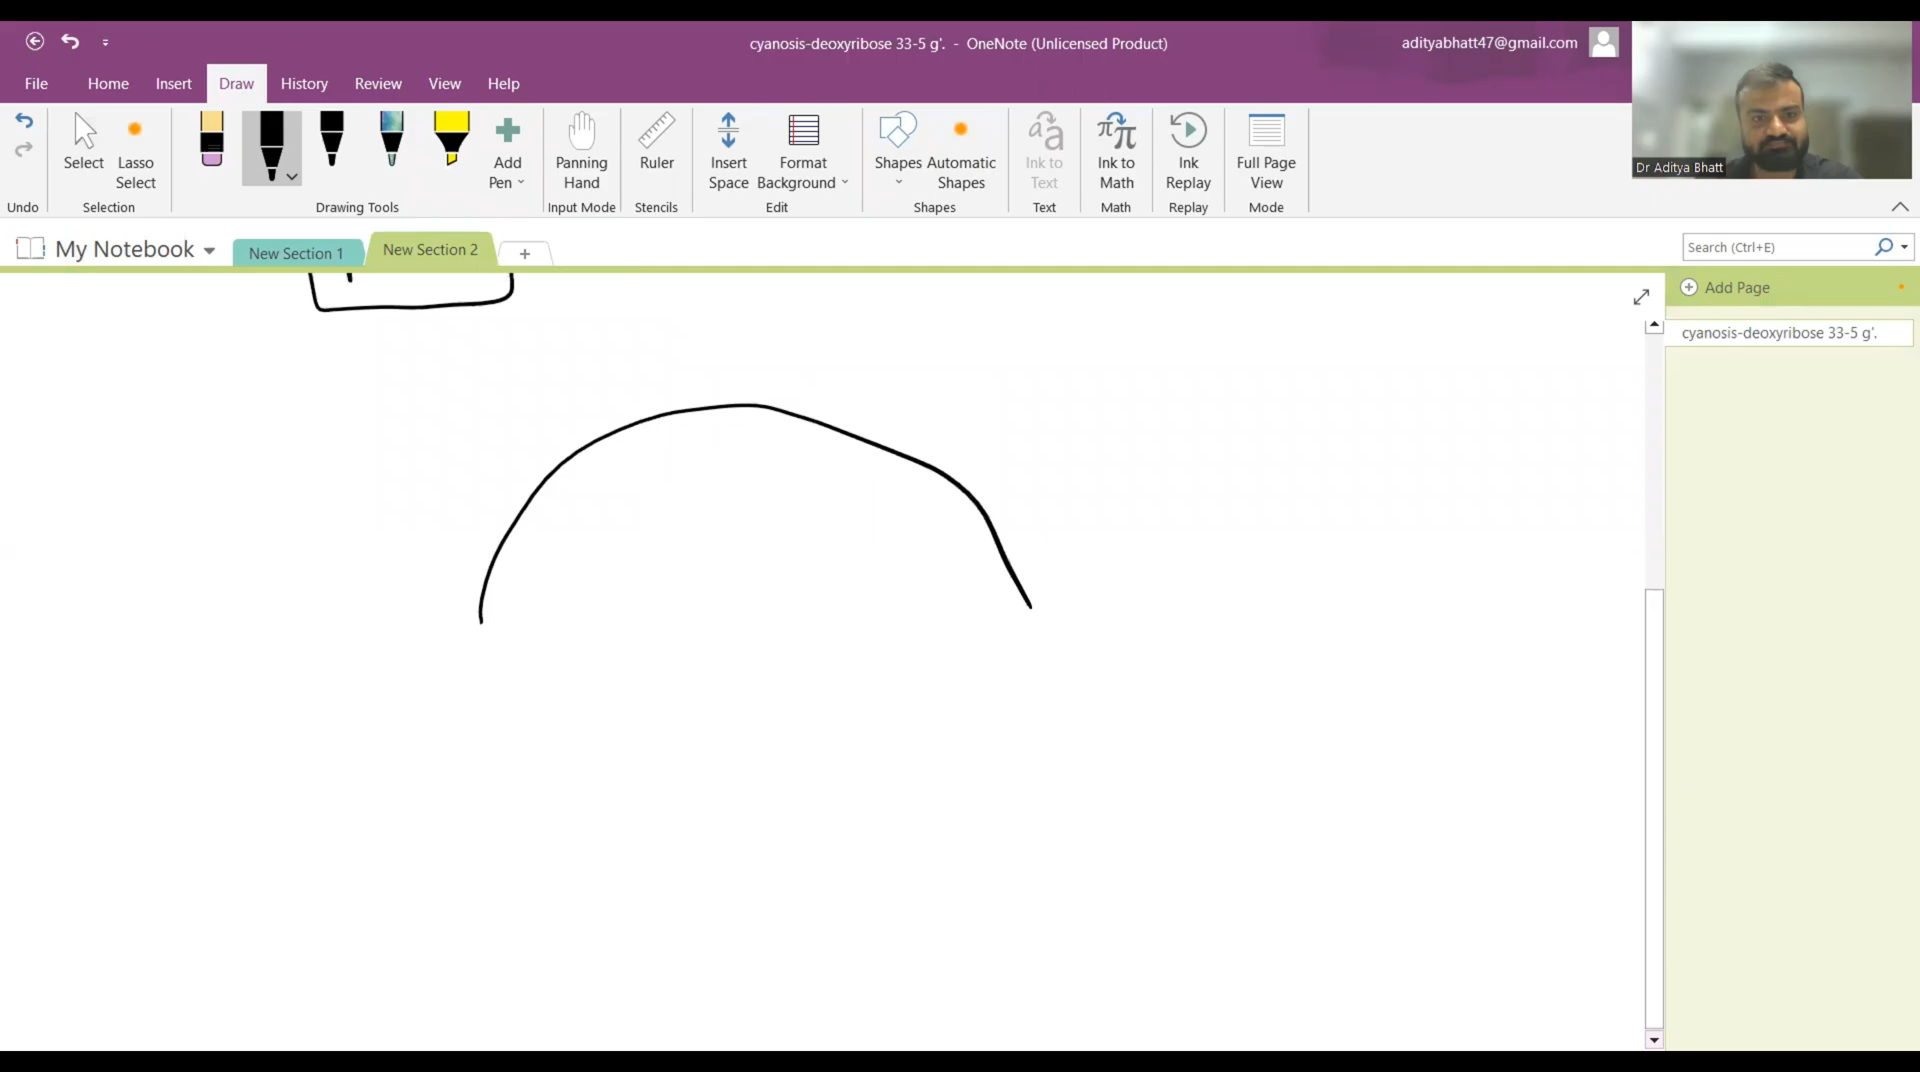 cyanosis-deoxyribose 33-5 g'. - OneNote (Unlicensed Product)
adityabhatt47@gmail.com
File Home Insert Draw History Review View Help
Select
Lasso Select
Add Pen
Panning Hand
Ruler
Insert Space
Format Background
Shapes
Automatic Shapes
Ink to Text
Ink to Math
Ink Replay
Full Page View
Dr Aditya Bhatt
Undo Selection Drawing Tools Input Mode Stencils Edit Shapes Text Math Replay Mode
My Notebook New Section 1 New Section 2
Search (Ctrl+E)
Add Page
cyanosis-deoxyribose 33-5 g'.